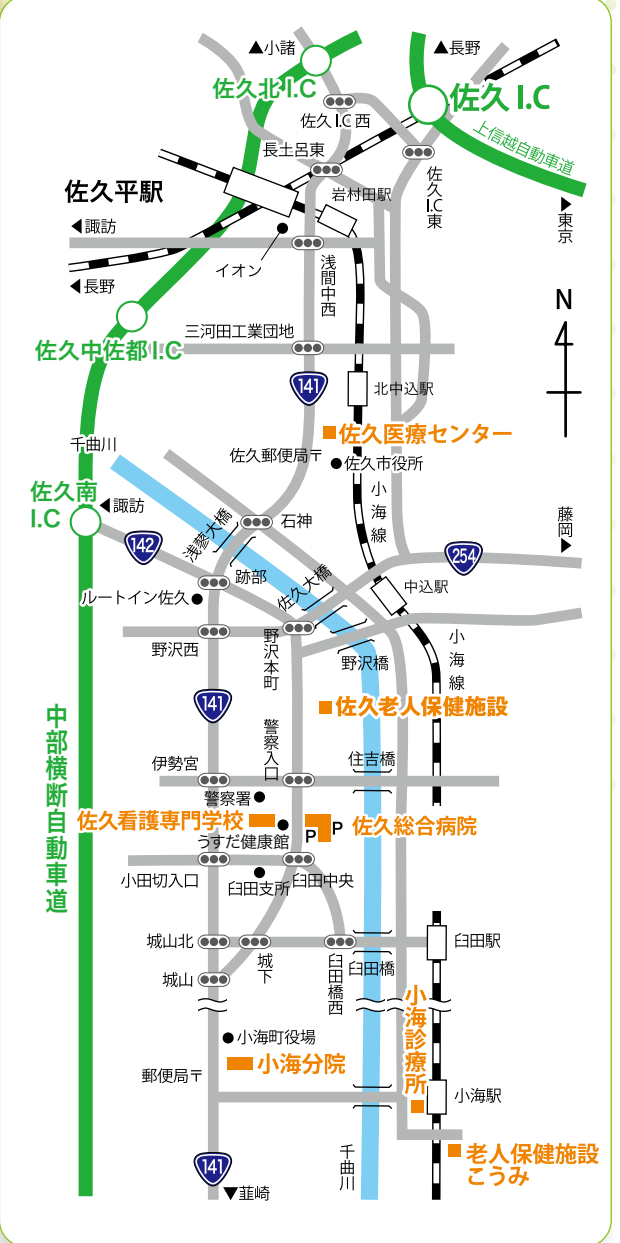 ▲小諸
▲長野
佐久北I.C
佐久I.C
佐久I.C西
上信越自動車道
長土呂東
佐久I.C東
佐久平駅
岩村田駅
▶東京
◀諏訪
イオン
浅間中西
◀長野
N
三河田工業団地
佐久中佐都I.C
141
北中込駅
佐久医療センター
千曲川
佐久郵便局〒
佐久市役所
佐久南I.C
◀諏訪
小海線
藤岡▶
浅蓼大橋
石神
142
254
跡部
佐久大橋
中込駅
ルートイン佐久
野沢西
野沢本町
野沢橋
小海線
141
佐久老人保健施設
中部横断自動車道
警察入口
伊勢宮
住吉橋
警察署
佐久看護専門学校
P
P
佐久総合病院
うすだ健康館
小田切入口
臼田支所
臼田中央
城山北
城下
臼田橋西
臼田橋
臼田駅
城山
小海診療所
小海町役場
小海分院
郵便局〒
小海駅
千曲川
老人保健施設
こうみ
141
▼韮崎